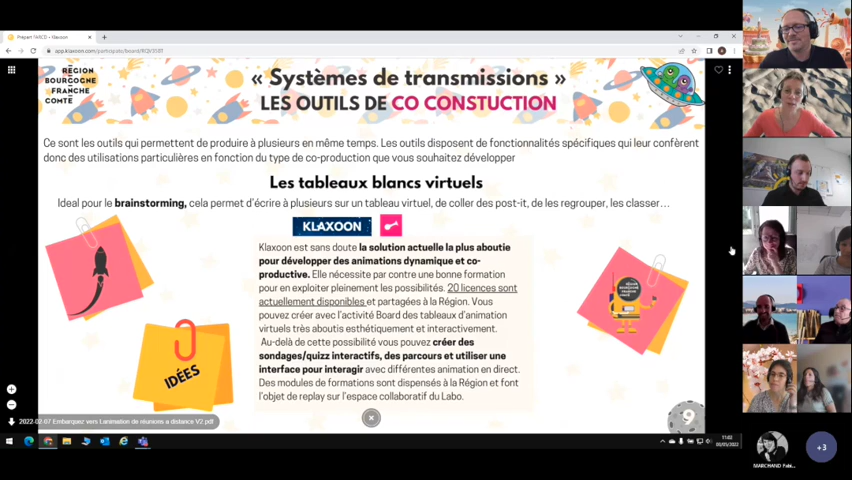 Préparer l'ARCD - Klaxoon
app.klaxoon.com/participate/board/
RÉGION
BOURGOGNE
FRANCHE
COMTÉ
« Systèmes de transmissions »
LES OUTILS DE CO CONSTUCTION
Ce sont les outils qui permettent de produire à plusieurs en même temps. Les outils disposent de fonctionnalités spécifiques qui leur confèrent
donc des utilisations particulières en fonction du type de co-production que vous souhaitez développer
Les tableaux blancs virtuels
Ideal pour le brainstorming, cela permet d'écrire à plusieurs sur un tableau virtuel, de coller des post-it, de les regrouper, les classer…
KLAXOON
Klaxoon est sans doute la solution actuelle la plus aboutie
pour développer des animations dynamique et co-
productive. Elle nécessite par contre une bonne formation
pour en exploiter pleinement les possibilités. 20 licences sont
actuellement disponibles et partagées à la Région. Vous
pouvez créer avec l'activité Board des tableaux d'animation
virtuels très aboutis esthétiquement et interactivement.
Au-delà de cette possibilité vous pouvez créer des
sondages/quizz interactifs, des parcours et utiliser une
interface pour interagir avec différentes animation en direct.
Des modules de formations sont dispensés à la Région et font
l'objet de replay sur l'espace collaboratif du Labo.
IDÉES
9
2022-02 07 Embarquez vers Lanimation de réunions a distance V2.pdf
11:02
MARCHAND Fabi...
+3